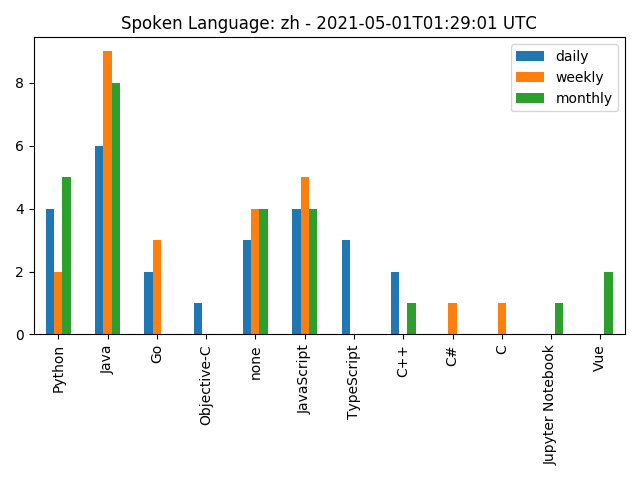 Spoken Language: zh - 2021-05-01T01:29:01 UTC
daily
weekly
monthly
8
6
4
2
0
Python
Java
Go
Objective-C
none
JavaScript
TypeScript
C++
C#
C
Jupyter Notebook
Vue